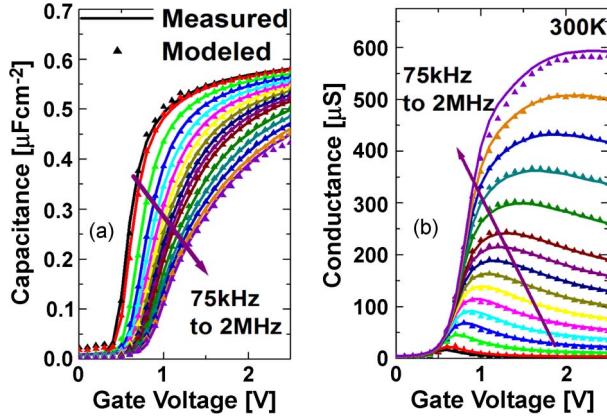 Measured
Modeled
0.7
0.6
0.5
0.4
0.3
0.2
0.1
0.0
Capacitance [µFcm-2]
(a)
75kHz
to 2MHz
0
1
2
Gate Voltage [V]
300K
75kHz
to 2MHz
600
500
400
300
200
100
0
Conductance [µS]
(b)
0
1
2
Gate Voltage [V]